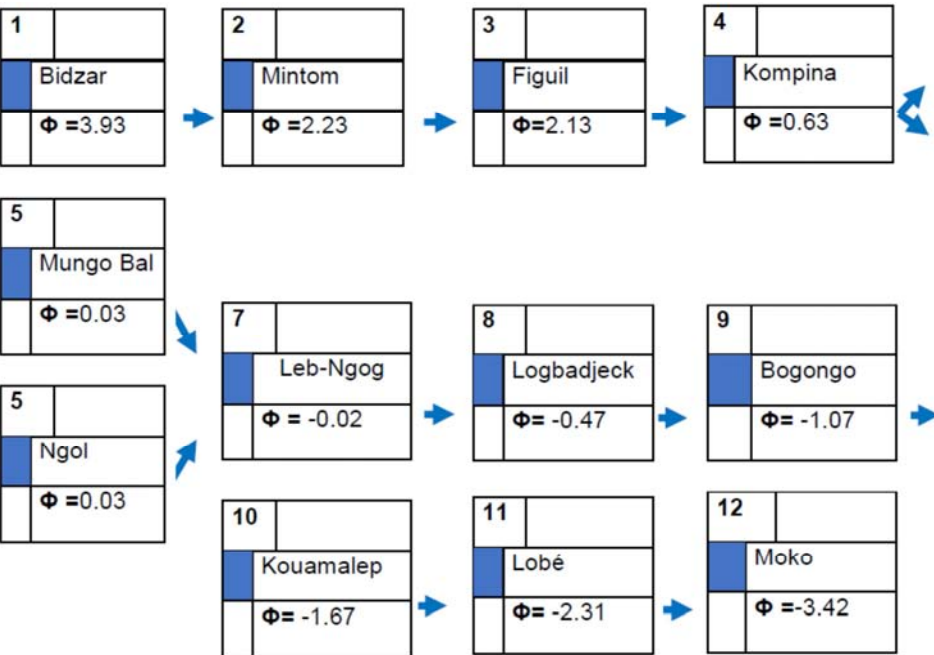 1
Bidzar
Φ =3.93
2
Mintom
Φ =2.23
3
Figuil
Φ=2.13
4
Kompina
Φ =0.63
5
Mungo Bal
Φ =0.03
5
Ngol
Φ =0.03
7
Leb-Ngog
Φ = -0.02
8
Logbadjeck
Φ= -0.47
9
Bogongo
Φ= -1.07
10
Kouamalep
Φ= -1.67
11
Lobé
Φ= -2.31
12
Moko
Φ =-3.42